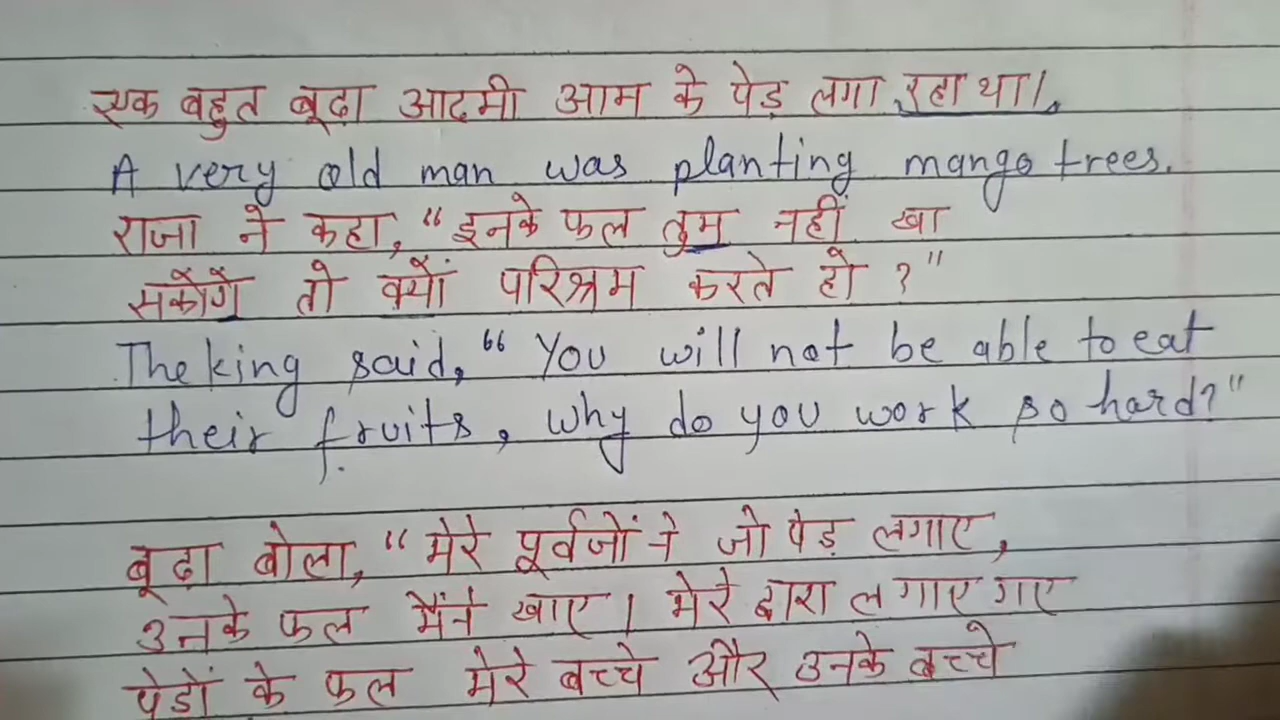 एक बहुत बूढ़ा आदमी आम के पेड़ लगा रहा था।
A very old man was planting mango trees.
राजा ने कहा, “इनके फल तुम नहीं खा
सकोगे तो क्यों परिश्रम करते हो ?"
The king said, “You will not be able to eat
their fruits, why do you work so hard?"
बूढ़ा बोला, “मेरे पूर्वजों ने जो पेड़ लगाए,
उनके फल मैंने खाए । मेरे द्वारा लगाए गए
पेडों के फल मेरे बच्चे और उनके बच्चे